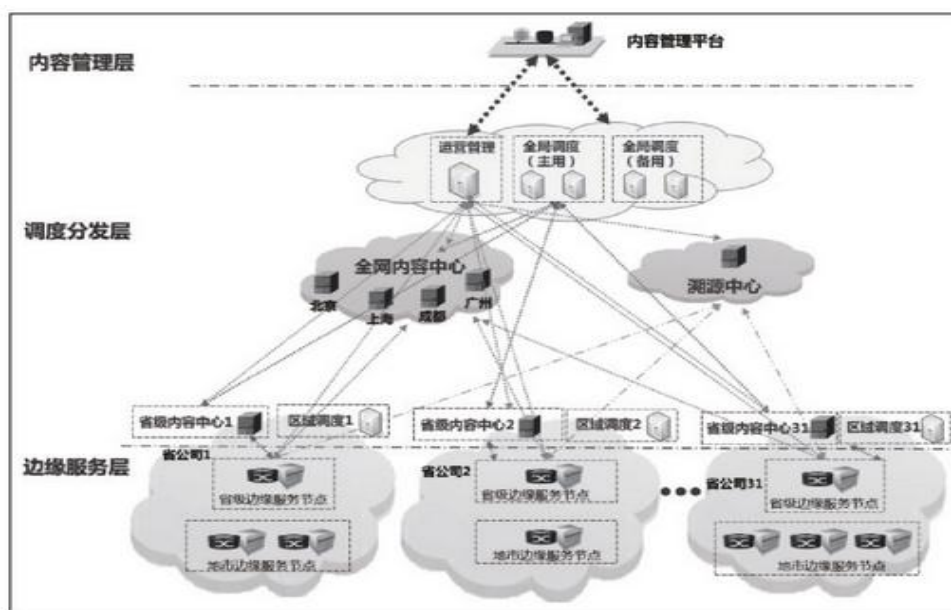 内容管理平台
内容管理层
运营管理
全局调度
（主用）
全局调度
（备用）
调度分发层
全网内容中心
北京
上海
成都
广州
溯源中心
省级内容中心1
区域调度1
省级内容中心2
区域调度2
省级内容中心31
区域调度31
边缘服务层
省公司1
省级边缘服务节点
地市边缘服务节点
省公司2
省级边缘服务节点
地市边缘服务节点
省公司31
省级边缘服务节点
地市边缘服务节点